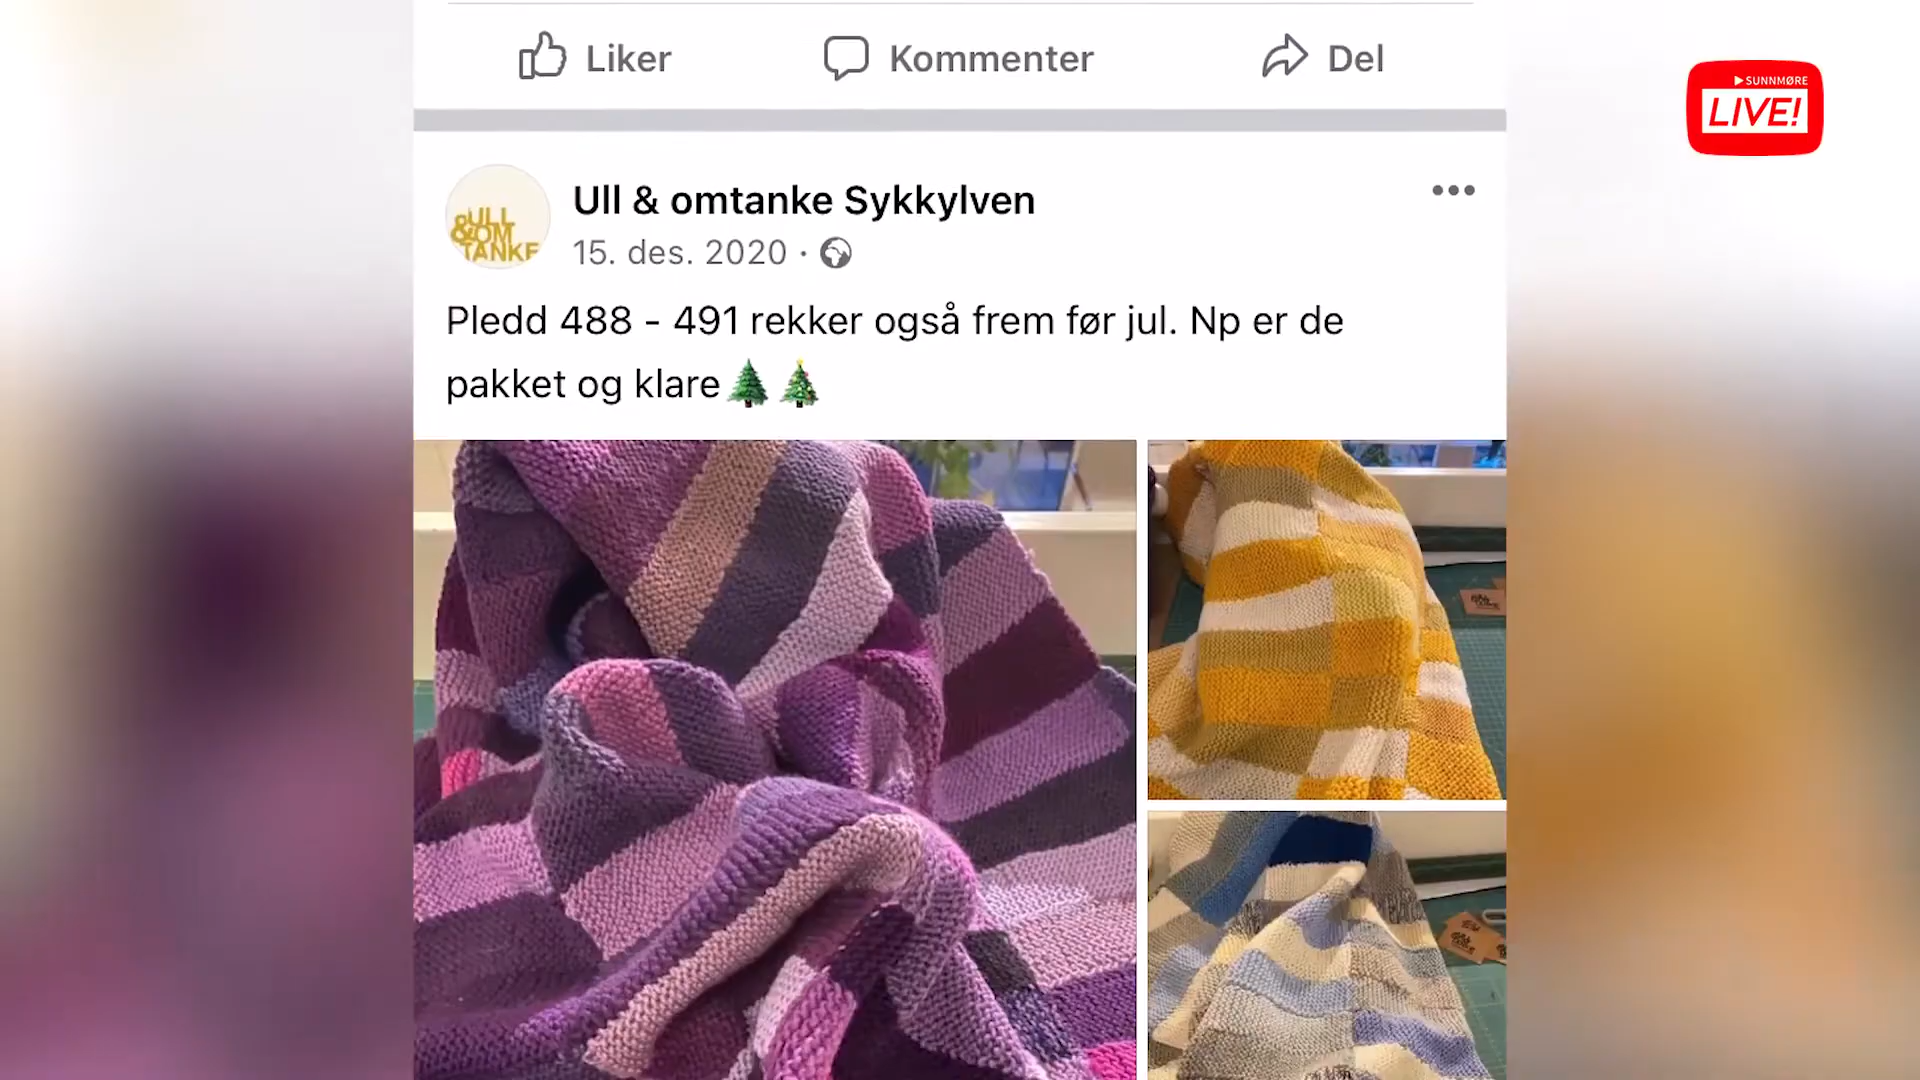 Liker
Kommenter
Del
SUNNMØRE
LIVE!
ULL
&OM
TANKE
Ull & omtanke Sykkylven
15. des. 2020 ·
Pledd 488 - 491 rekker også frem før jul. Np er de
pakket og klare🌲🎄